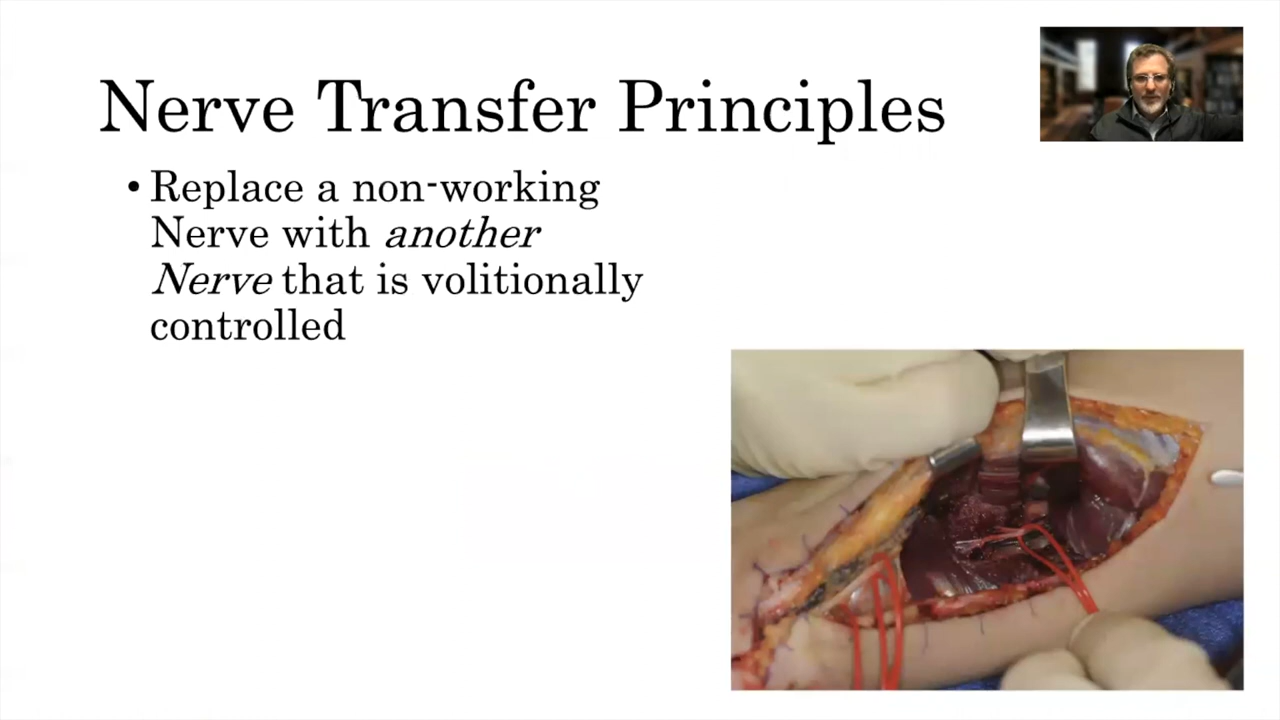 Nerve Transfer Principles
• Replace a non-working
Nerve with another
Nerve that is volitionally
controlled